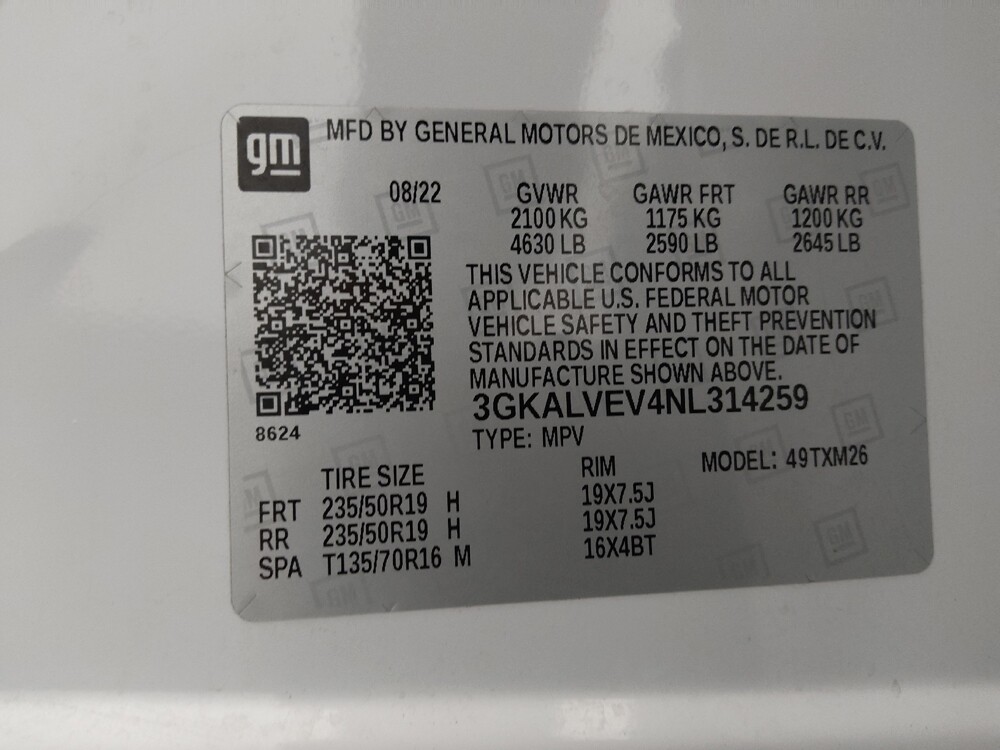 gm
MFD BY GENERAL MOTORS DE MEXICO, S. DE R.L. DE C.V.
08/22 GVWR GAWR FRT GAWR RR
2100 KG 1175 KG 1200 KG
4630 LB 2590 LB 2645 LB
THIS VEHICLE CONFORMS TO ALL
APPLICABLE U.S. FEDERAL MOTOR
VEHICLE SAFETY AND THEFT PREVENTION
STANDARDS IN EFFECT ON THE DATE OF
MANUFACTURE SHOWN ABOVE.
3GKALVEV4NL314259
8624
TYPE: MPV
TIRE SIZE RIM MODEL: 49TXM26
FRT 235/50R19 H 19X7.5J
RR 235/50R19 H 19X7.5J
SPA T135/70R16 M 16X4BT